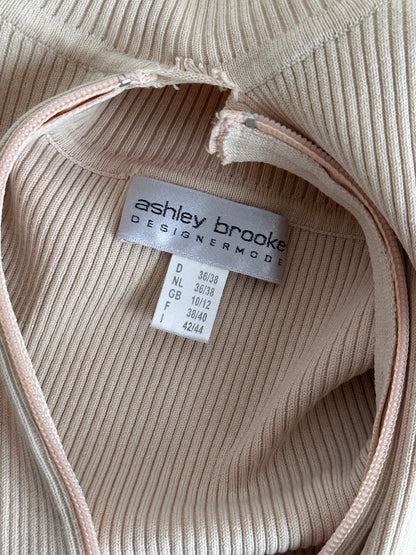 ashley brooke
DESIGNERMODE
D 36/38
NL 36/38
GB 10/12
F 38/40
I 42/44